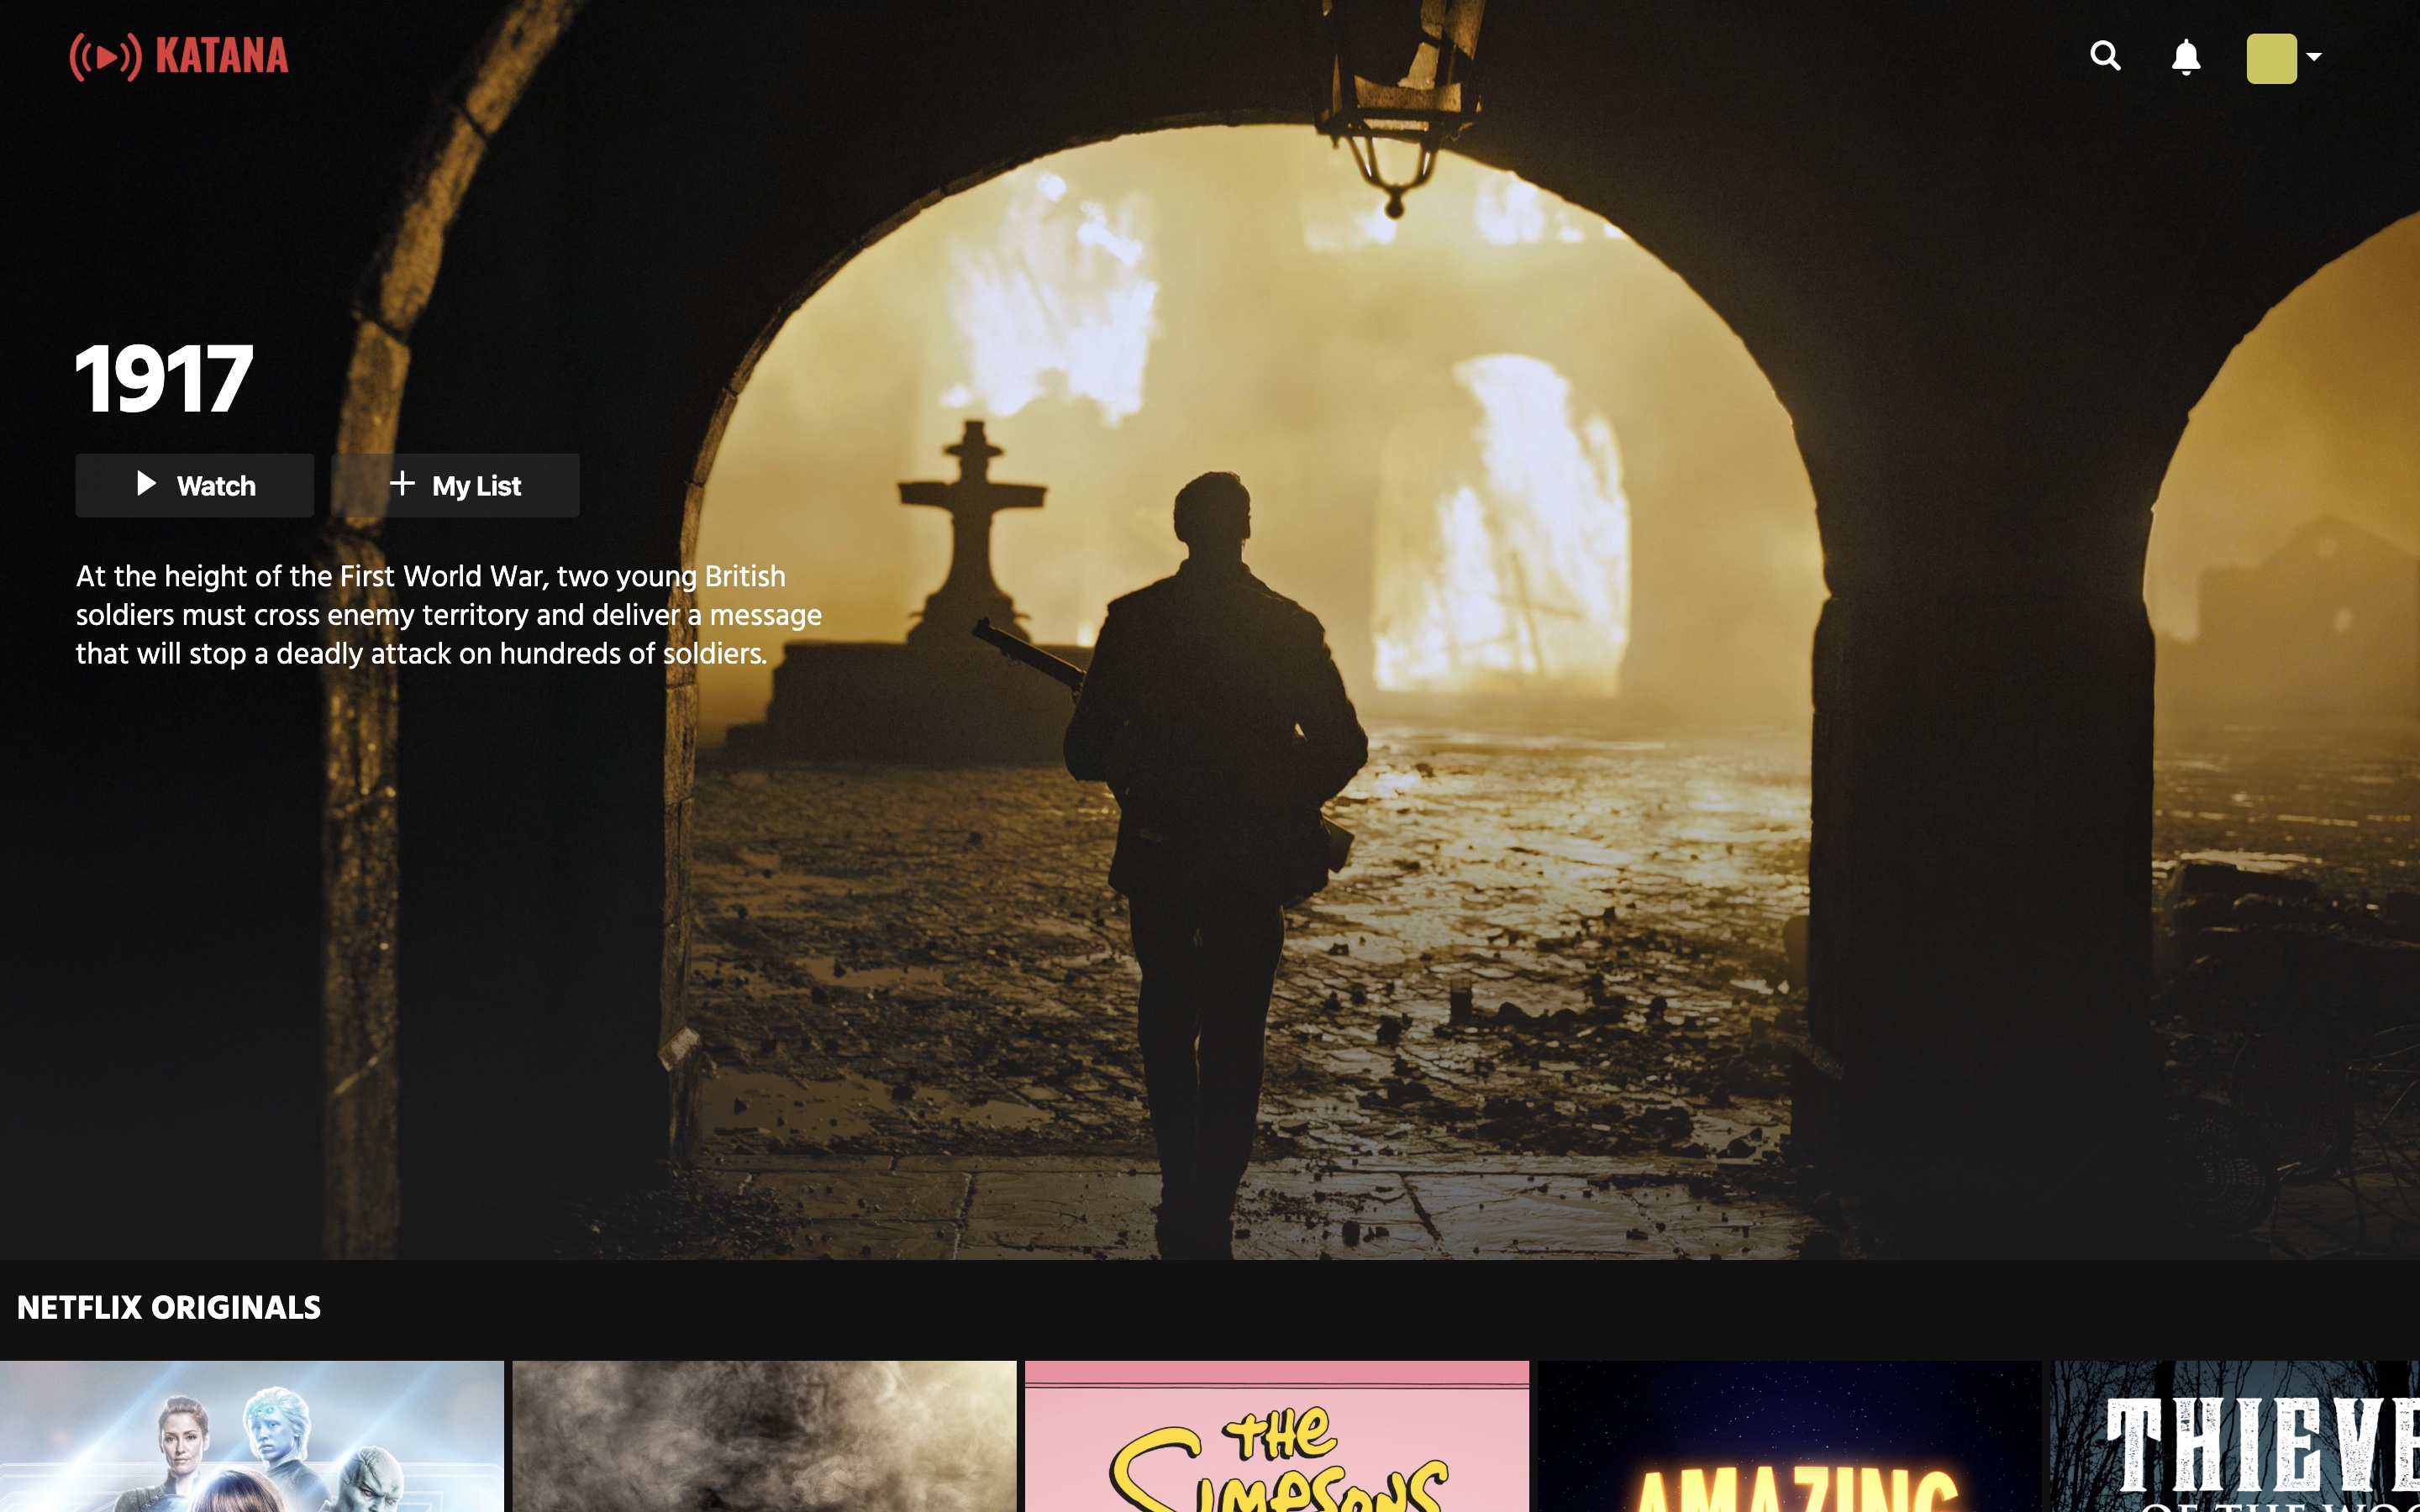 KATANA
1917
Watch
My List
At the height of the First World War, two young British
soldiers must cross enemy territory and deliver a message
that will stop a deadly attack on hundreds of soldiers.
NETFLIX ORIGINALS
THE
SIMPSONS
AMAZING
THIEVE